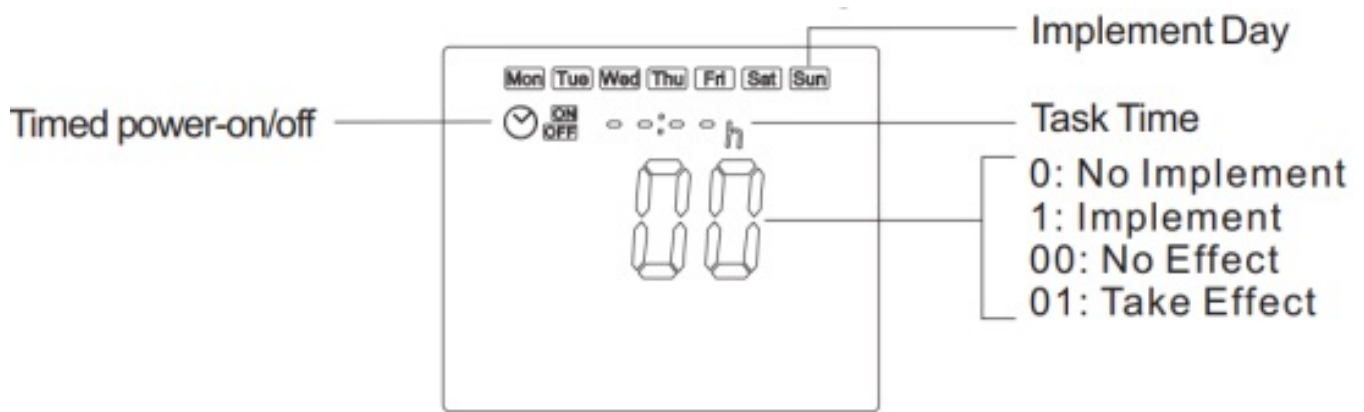 Implement Day
Mon Tue Wed Thu Fri Sat Sun
Timed power-on/off
ON
OFF
--:--h
Task Time
00
0: No Implement
1: Implement
00: No Effect
01: Take Effect